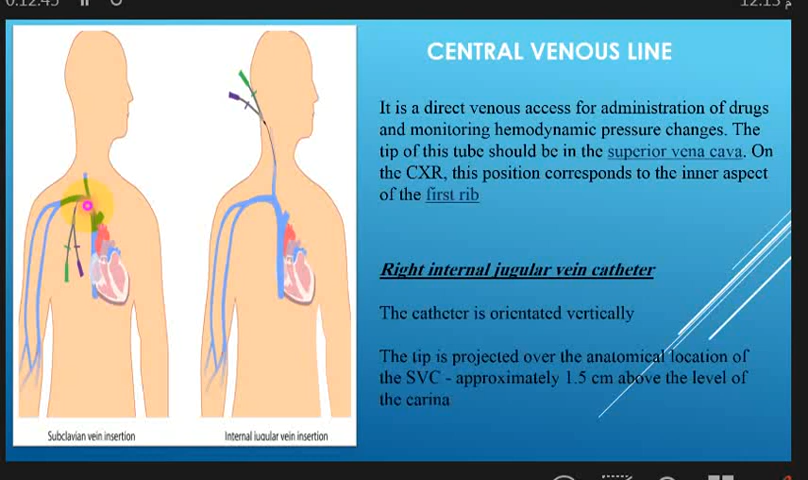 CENTRAL VENOUS LINE
It is a direct venous access for administration of drugs
and monitoring hemodynamic pressure changes. The
tip of this tube should be in the superior vena cava. On
the CXR, this position corresponds to the inner aspect
of the first rib
Right internal jugular vein catheter
The catheter is orientated vertically
The tip is projected over the anatomical location of
the SVC - approximately 1.5 cm above the level of
the carina
Subclavian vein insertion
Internal jugular vein insertion